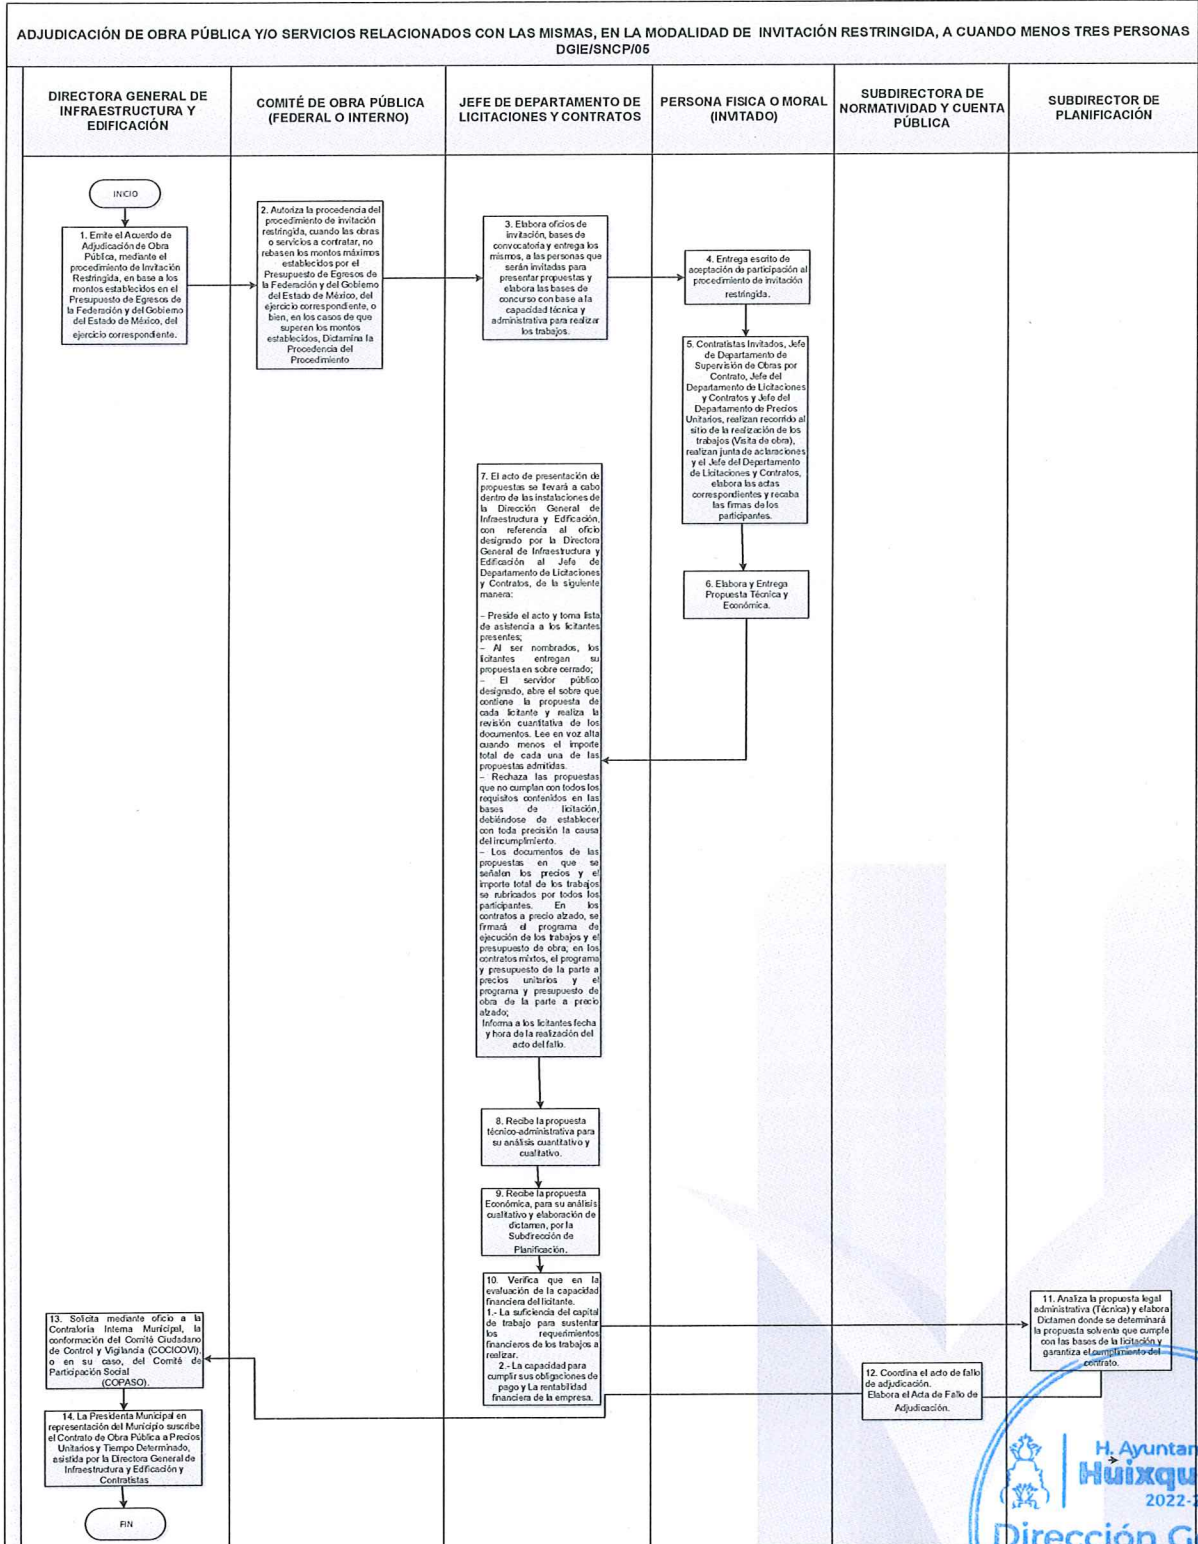 ADJUDICACIÓN DE OBRA PÚBLICA Y/O SERVICIOS RELACIONADOS CON LAS MISMAS, EN LA MODALIDAD DE INVITACIÓN RESTRINGIDA, A CUANDO MENOS TRES PERSONAS
DGIE/SNCP/05
DIRECTORA GENERAL DE
INFRAESTRUCTURA Y
EDIFICACIÓN
COMITÉ DE OBRA PÚBLICA
(FEDERAL O INTERNO)
JEFE DE DEPARTAMENTO DE
LICITACIONES Y CONTRATOS
PERSONA FISICA O MORAL
(INVITADO)
SUBDIRECTORA DE
NORMATIVIDAD Y CUENTA
PÚBLICA
SUBDIRECTOR DE
PLANIFICACIÓN
INICIO
1. Emite el Acuerdo de
Adjudicación de Obra
Pública, mediante el
procedimiento de Invitación
Restringida, en base a los
montos establecidos en el
Presupuesto de Egresos de
la Federación y del Gobierno
del Estado de México, del
ejercicio correspondiente.
2. Autoriza la procedencia del
procedimiento de invitación
restringida, cuando las obras
o servicios a contratar, no
rebasen los montos máximos
establecidos por el
Presupuesto de Egresos de
la Federación y del Gobierno
del Estado de México, del
ejercicio correspondiente, o
bien, en los casos de que
superen los montos
establecidos, Dictamina la
Procedencia del
Procedimiento
3. Elabora oficios de
invitación, bases de
convocatoria y entrega los
mismos, a las personas que
serán invitadas para
presentar propuestas y
elabora las bases de
concurso con base a la
capacidad técnica y
administrativa para realizar
los trabajos.
4. Entrega escrito de
aceptación de participación al
procedimiento de invitación
restringida.
5. Contratistas Invitados, Jefe
de Departamento de
Supervisión de Obras por
Contrato, Jefe del
Departamento de Licitaciones
y Contratos y Jefe del
Departamento de Precios
Unitarios, realizan recorrido al
sitio de la realización de los
trabajos (Visita de obra),
realizan junta de aclaraciones
y el Jefe del Departamento
de Licitaciones y Contratos,
elabora las actas
correspondientes y recaba
las firmas de los
participantes.
6. Elabora y Entrega
Propuesta Técnica y
Económica.
7. El acto de presentación de
propuestas se llevará a cabo
dentro de las instalaciones de
la Dirección General de
Infraestructura y Edificación,
con referencia al oficio
designado por la Directora
General de Infraestructura y
Edificación al Jefe de
Departamento de Licitaciones
y Contratos, de la siguiente
manera:
– Preside el acto y toma lista
de asistencia a los licitantes
presentes;
– Al ser nombrados, los
licitantes entregan su
propuesta en sobre cerrado;
– El servidor público
designado, abre el sobre que
contiene la propuesta de
cada licitante y realiza la
revisión cuantitativa de los
documentos. Lee en voz alta
cuando menos el importe
total de cada una de las
propuestas admitidas.
– Rechaza las propuestas
que no cumplan con todos los
requisitos contenidos en las
bases de licitación,
debiéndose de establecer
con toda precisión la causa
del incumplimiento.
– Los documentos de las
propuestas en que se
señalen los precios y el
importe total de los trabajos
se rubricados por todos los
participantes. En los
contratos a precio alzado, se
firmará el programa de
ejecución de los trabajos y el
presupuesto de obra; en los
contratos mixtos, el programa
y presupuesto de la parte a
precios unitarios y el
programa y presupuesto de
obra de la parte a precio
alzado;
Informa a los licitantes fecha
y hora de la realización del
acto del fallo.
8. Recibe la propuesta
técnico-administrativa para
su análisis cuantitativo y
cualitativo.
9. Recibe la propuesta
Económica, para su análisis
cualitativo y elaboración de
dictamen, por la
Subdirección de
Planificación.
10. Verifica que en la
evaluación de la capacidad
financiera del licitante.
1.- La suficiencia del capital
de trabajo para sustentar
los requerimientos
financieros de los trabajos a
realizar.
2.- La capacidad para
cumplir sus obligaciones de
pago y La rentabilidad
financiera de la empresa.
11. Analiza la propuesta legal
administrativa (Técnica) y elabora
Dictamen donde se determinará
la propuesta solvente que cumple
con las bases de la licitación y
garantiza el cumplimiento del
contrato.
12. Coordina el acto de fallo
de adjudicación.
Elabora el Acta de Fallo de
Adjudicación.
13. Solicita mediante oficio a la
Contraloría Interna Municipal, la
conformación del Comité Ciudadano
de Control y Vigilancia (COCICOVI),
o en su caso, del Comité de
Participación Social
(COPASO).
14. La Presidenta Municipal en
representación del Municipio suscribe
el Contrato de Obra Pública a Precios
Unitarios y Tiempo Determinado,
asistida por la Directora General de
Infraestructura y Edificación y
Contratistas
FIN
H. Ayuntan
Huixqu
2022-2
Dirección G